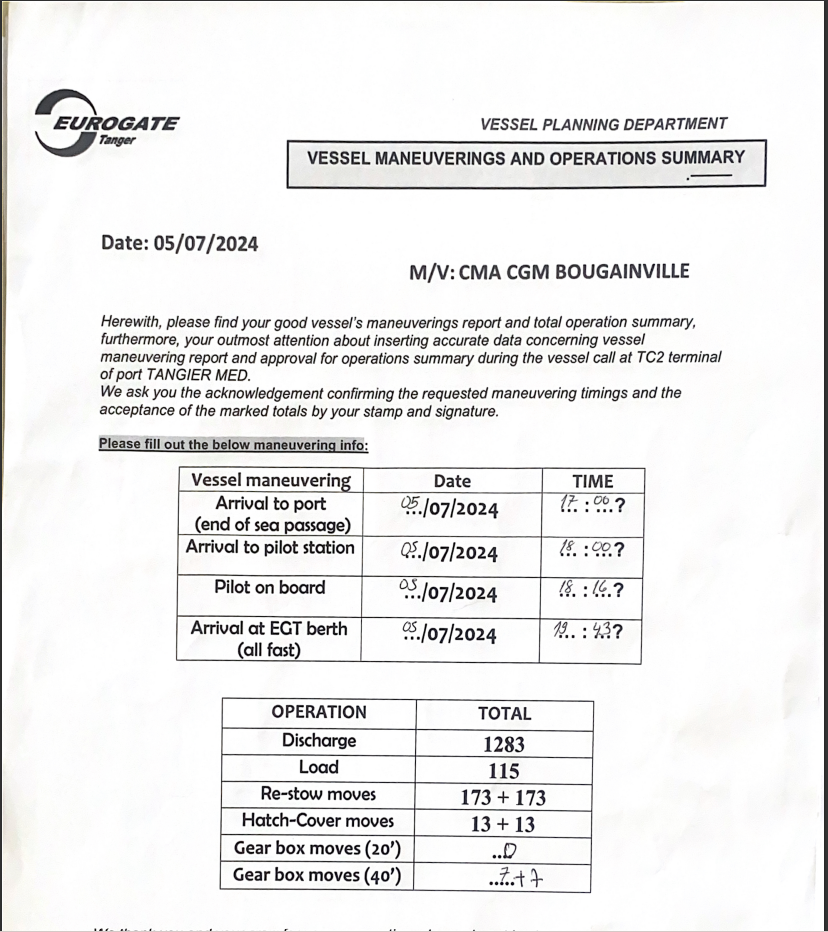 EUROGATE
Tanger
VESSEL PLANNING DEPARTMENT
VESSEL MANEUVERINGS AND OPERATIONS SUMMARY
Date: 05/07/2024
M/V: CMA CGM BOUGAINVILLE
Herewith, please find your good vessel's maneuverings report and total operation summary,
furthermore, your outmost attention about inserting accurate data concerning vessel
maneuvering report and approval for operations summary during the vessel call at TC2 terminal
of port TANGIER MED.
We ask you the acknowledgement confirming the requested maneuvering timings and the
acceptance of the marked totals by your stamp and signature.
Please fill out the below maneuvering info:
Vessel maneuvering Date TIME
Arrival to port
(end of sea passage) 05/07/2024 17:00?
Arrival to pilot station 05/07/2024 18:00?
Pilot on board 05/07/2024 18:16?
Arrival at EGT berth
(all fast) 05/07/2024 19:43?
OPERATION TOTAL
Discharge 1283
Load 115
Re-stow moves 173 + 173
Hatch-Cover moves 13 + 13
Gear box moves (20') ..0
Gear box moves (40') .....7+7